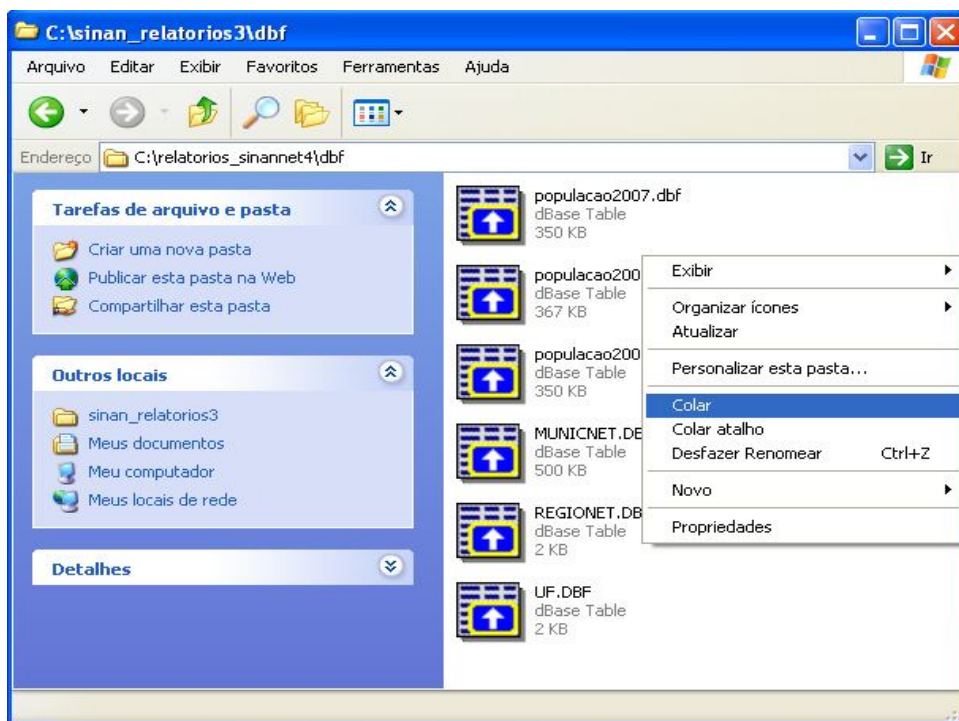 C:\sinan_relatorios3\dbf
Arquivo Editar Exibir Favoritos Ferramentas Ajuda
Endereço C:\relatorios_sinannet4\dbf Ir
Tarefas de arquivo e pasta
Criar uma nova pasta
Publicar esta pasta na Web
Compartilhar esta pasta
Outros locais
sinan_relatorios3
Meus documentos
Meu computador
Meus locais de rede
Detalhes
populacao2007.dbf
dBase Table
350 KB
populacao200
dBase Table
367 KB
populacao200
dBase Table
350 KB
MUNICNET.DB
dBase Table
500 KB
REGIONET.DB
dBase Table
2 KB
UF.DBF
dBase Table
2 KB
Exibir
Organizar ícones
Atualizar
Personalizar esta pasta...
Colar
Colar atalho
Desfazer Renomear Ctrl+Z
Novo
Propriedades